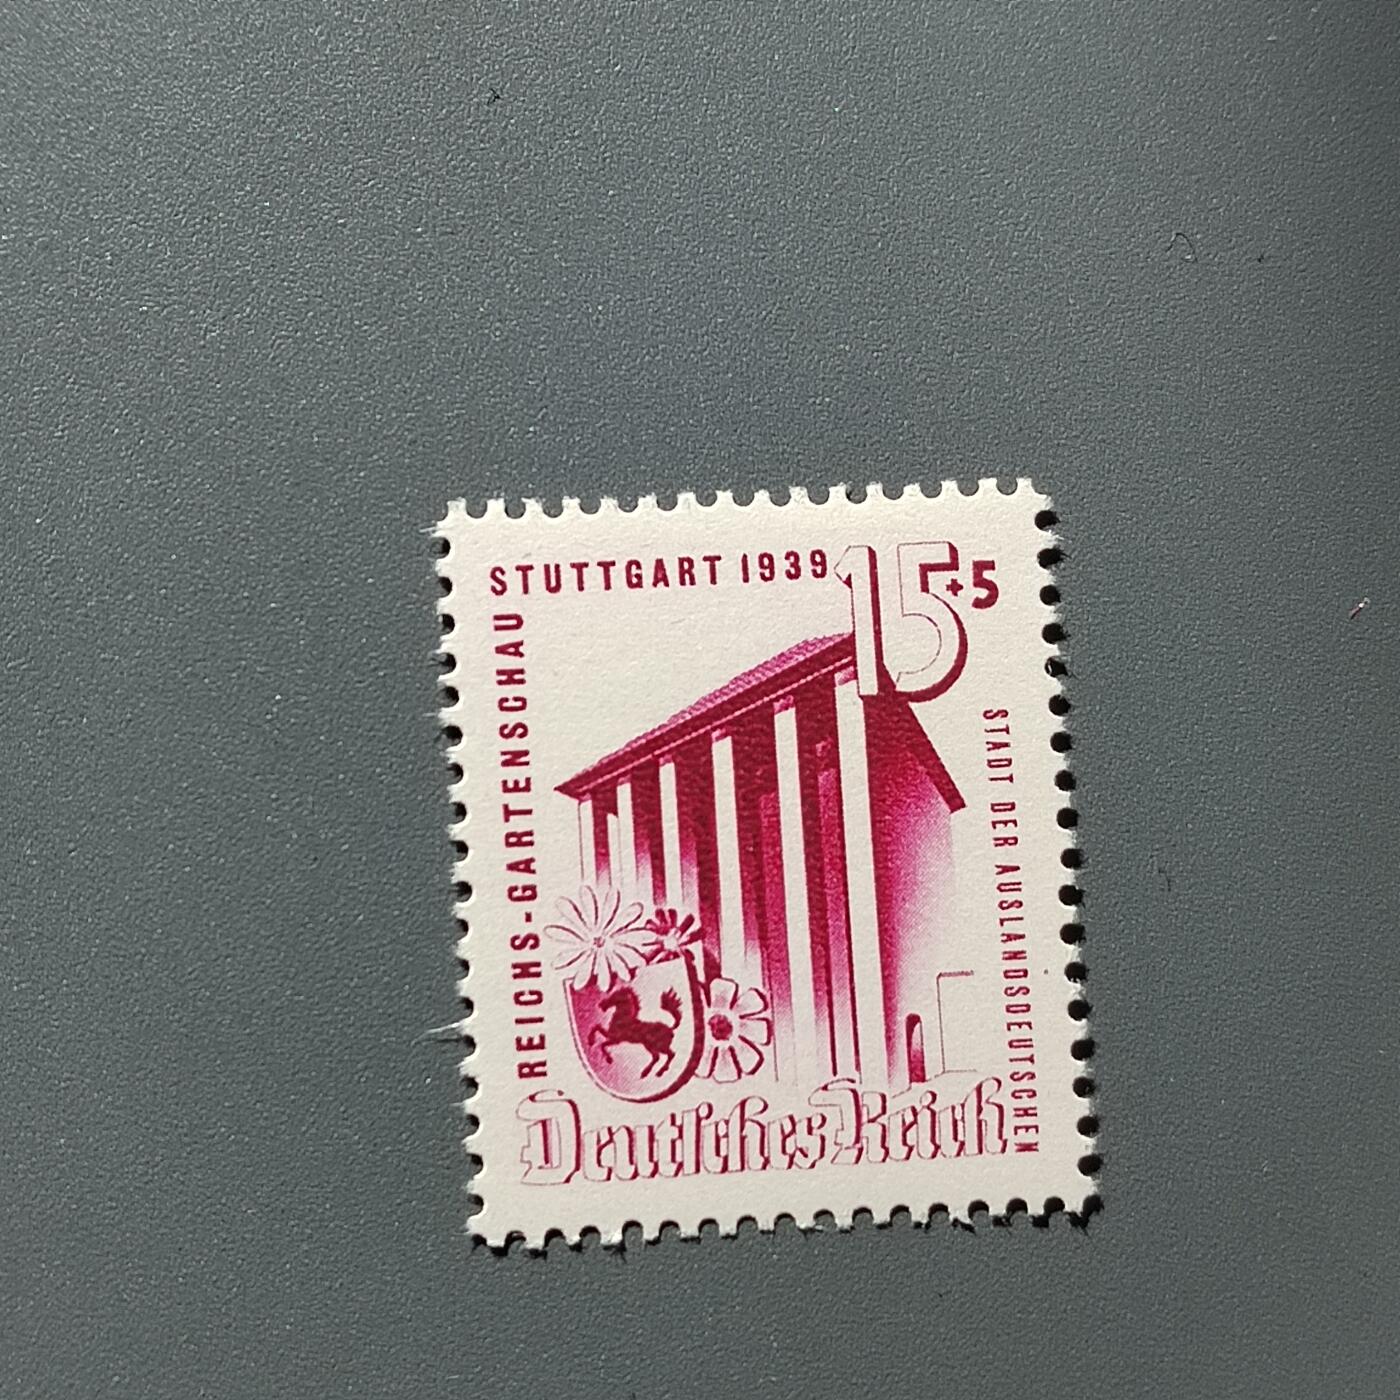 STUTTGART 1939
15+5
REICHS-GARTENSCHAU
STADT DER AUSLANDSDEUTSCHEN
Deutsches Reich